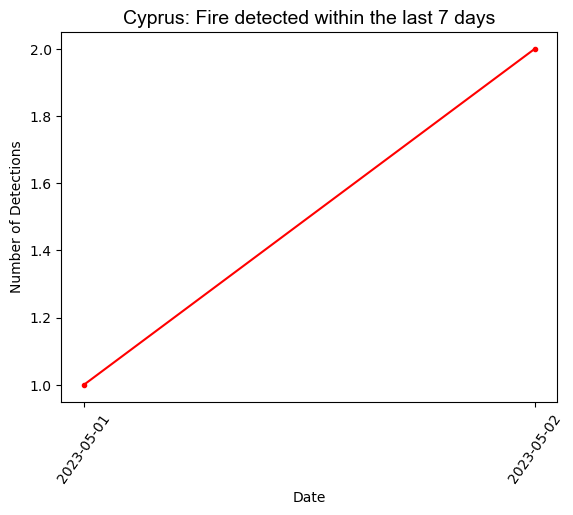 Cyprus: Fire detected within the last 7 days
2.0
1.8
1.6
1.4
1.2
1.0
Number of Detections
2023-05-01
2023-05-02
Date